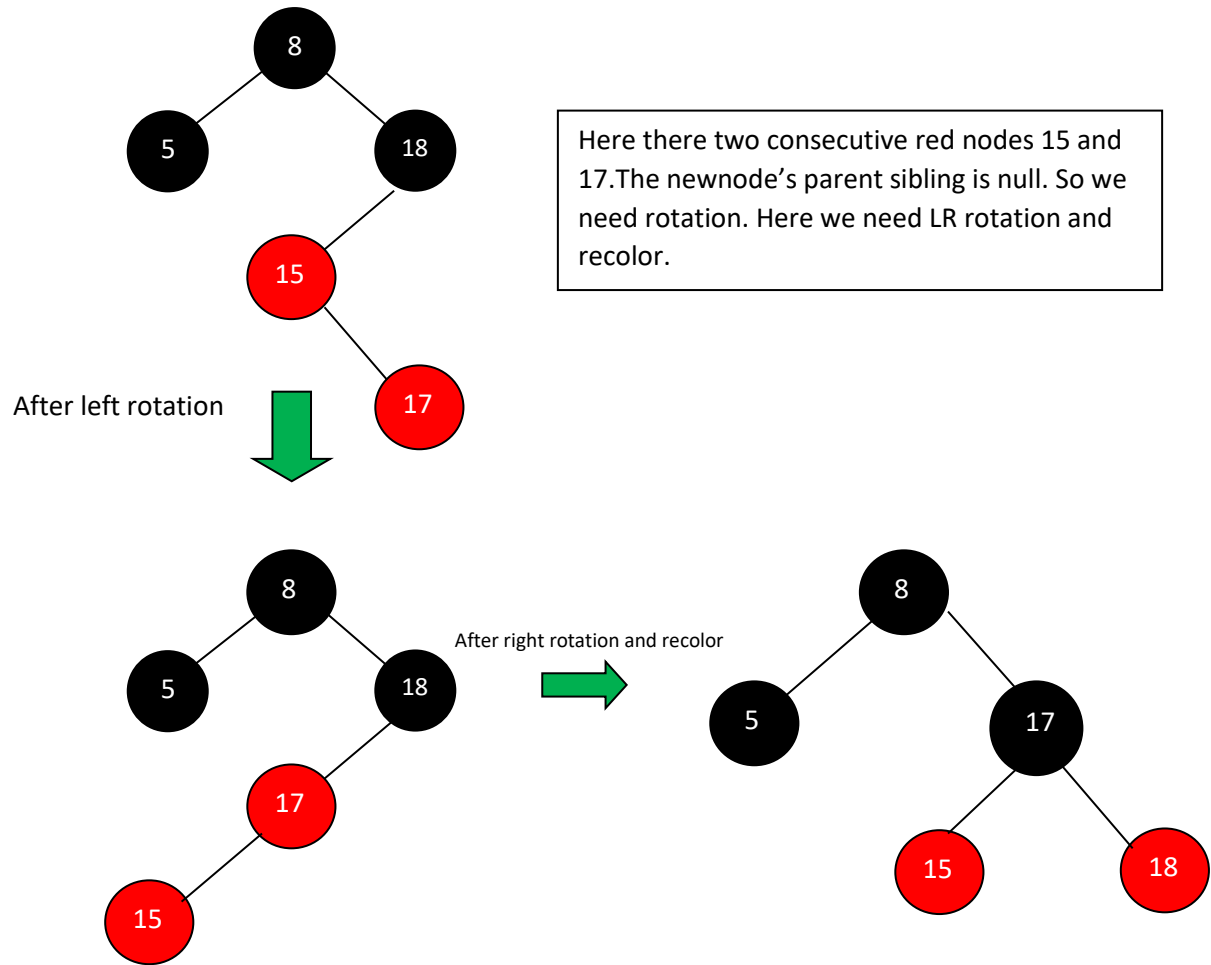 8
5
18
Here there two consecutive red nodes 15 and
17.The newnode’s parent sibling is null. So we
need rotation. Here we need LR rotation and
recolor.
15
17
After left rotation
8
5
18
17
15
After right rotation and recolor
8
5
17
15
18